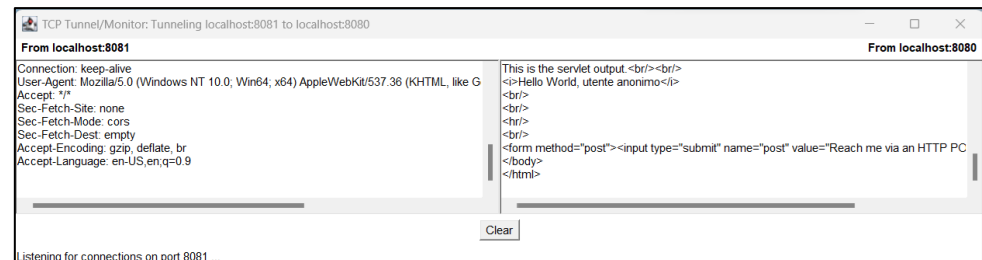 TCP Tunnel/Monitor: Tunneling localhost:8081 to localhost:8080
From localhost:8081
From localhost:8080
Connection: keep-alive
User-Agent: Mozilla/5.0 (Windows NT 10.0; Win64; x64) AppleWebKit/537.36 (KHTML, like G
Accept: */*
Sec-Fetch-Site: none
Sec-Fetch-Mode: cors
Sec-Fetch-Dest: empty
Accept-Encoding: gzip, deflate, br
Accept-Language: en-US,en;q=0.9
This is the servlet output.<br/><br/>
<i>Hello World, utente anonimo</i>
<br/>
<br/>
<hr/>
<br/>
<form method="post"><input type="submit" name="post" value="Reach me via an HTTP PO
</body>
</html>
Clear
Listening for connections on port 8081...